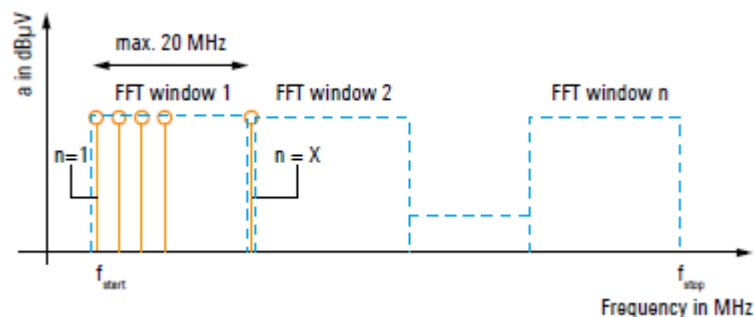 a in dBµV
max. 20 MHz
FFT window 1
FFT window 2
FFT window n
n=1
n = X
fstart
fstop
Frequency in MHz